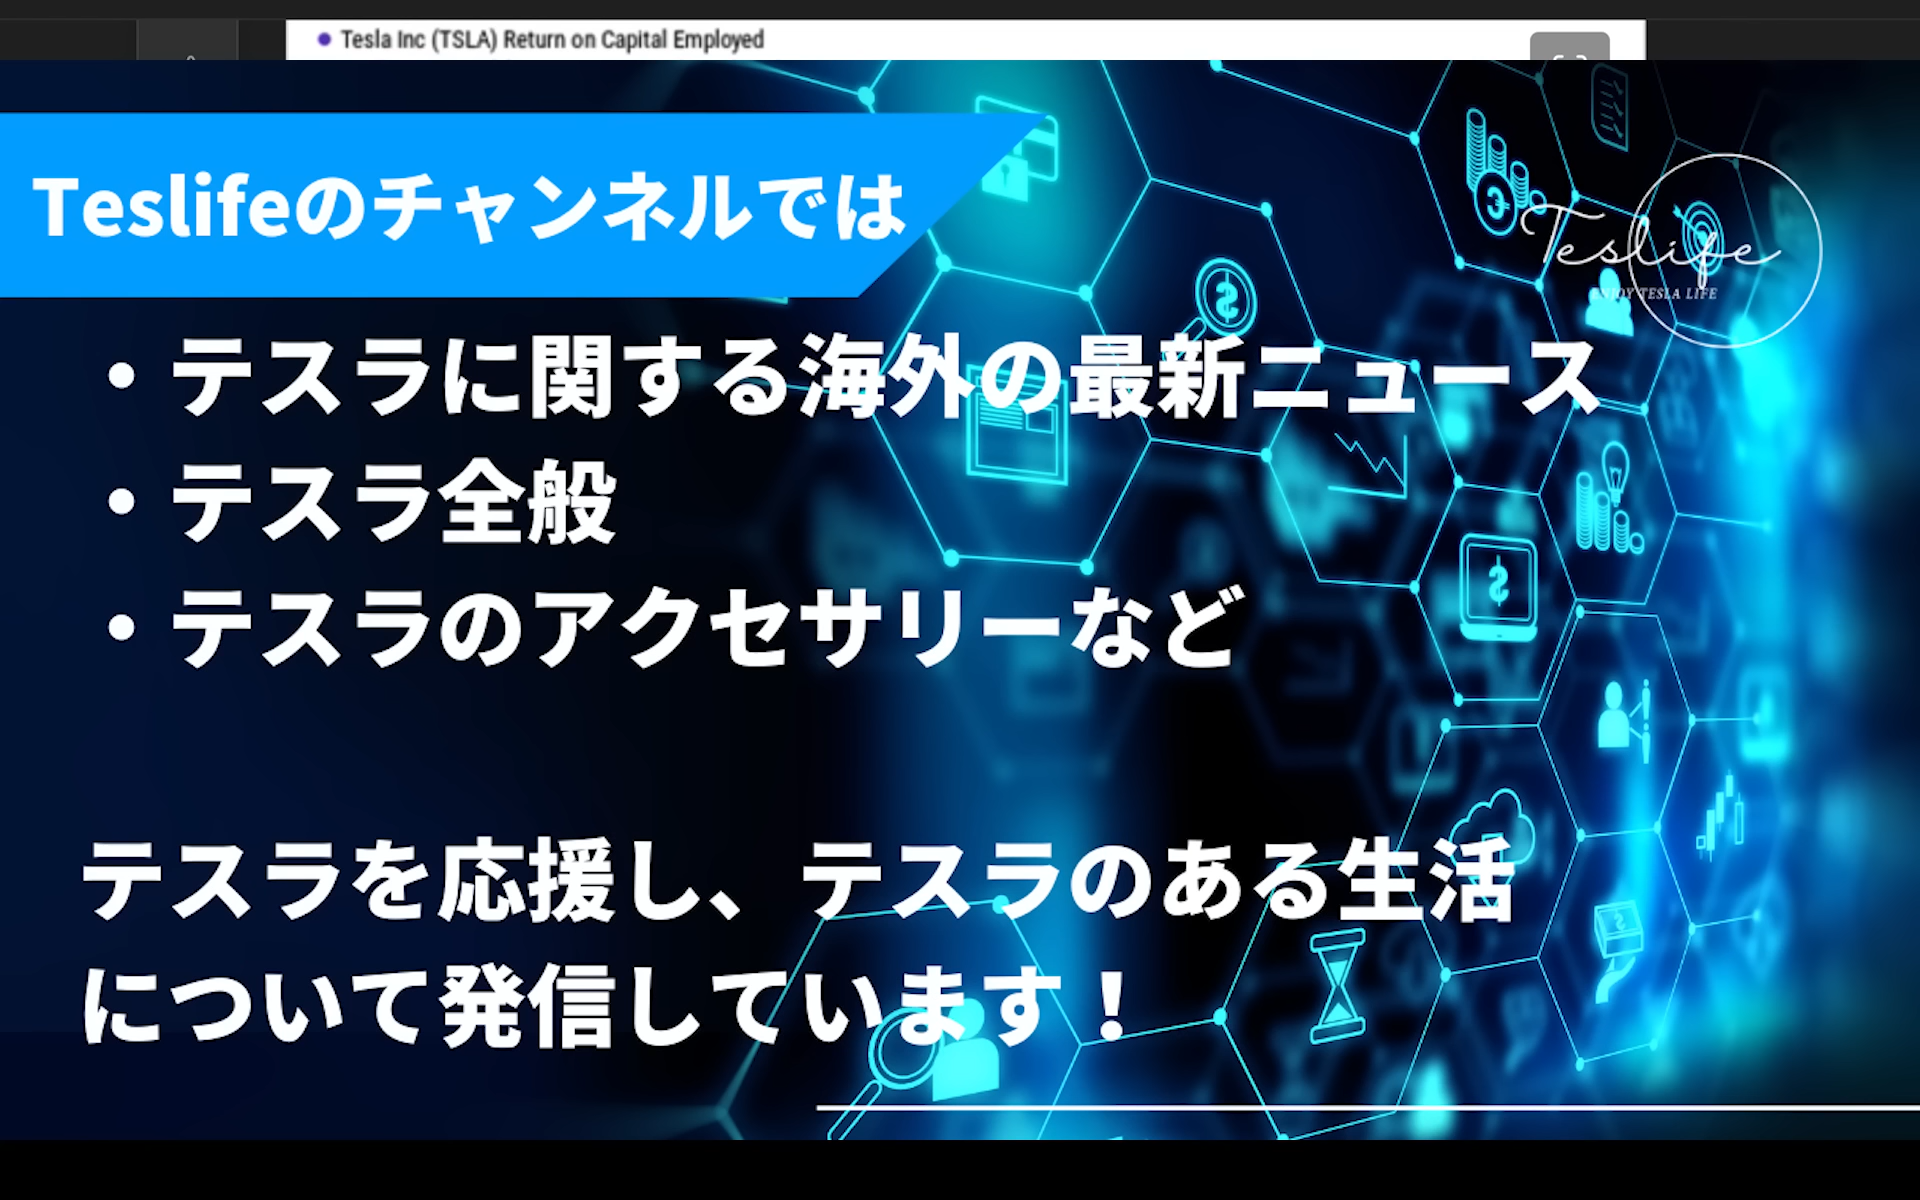 Tesla Inc (TSLA) Return on Capital Employed
Teslifeのチャンネルでは
Teslife
ENJOY TESLA LIFE
・テスラに関する海外の最新ニュース
・テスラ全般
・テスラのアクセサリーなど
テスラを応援し、テスラのある生活
について発信しています！